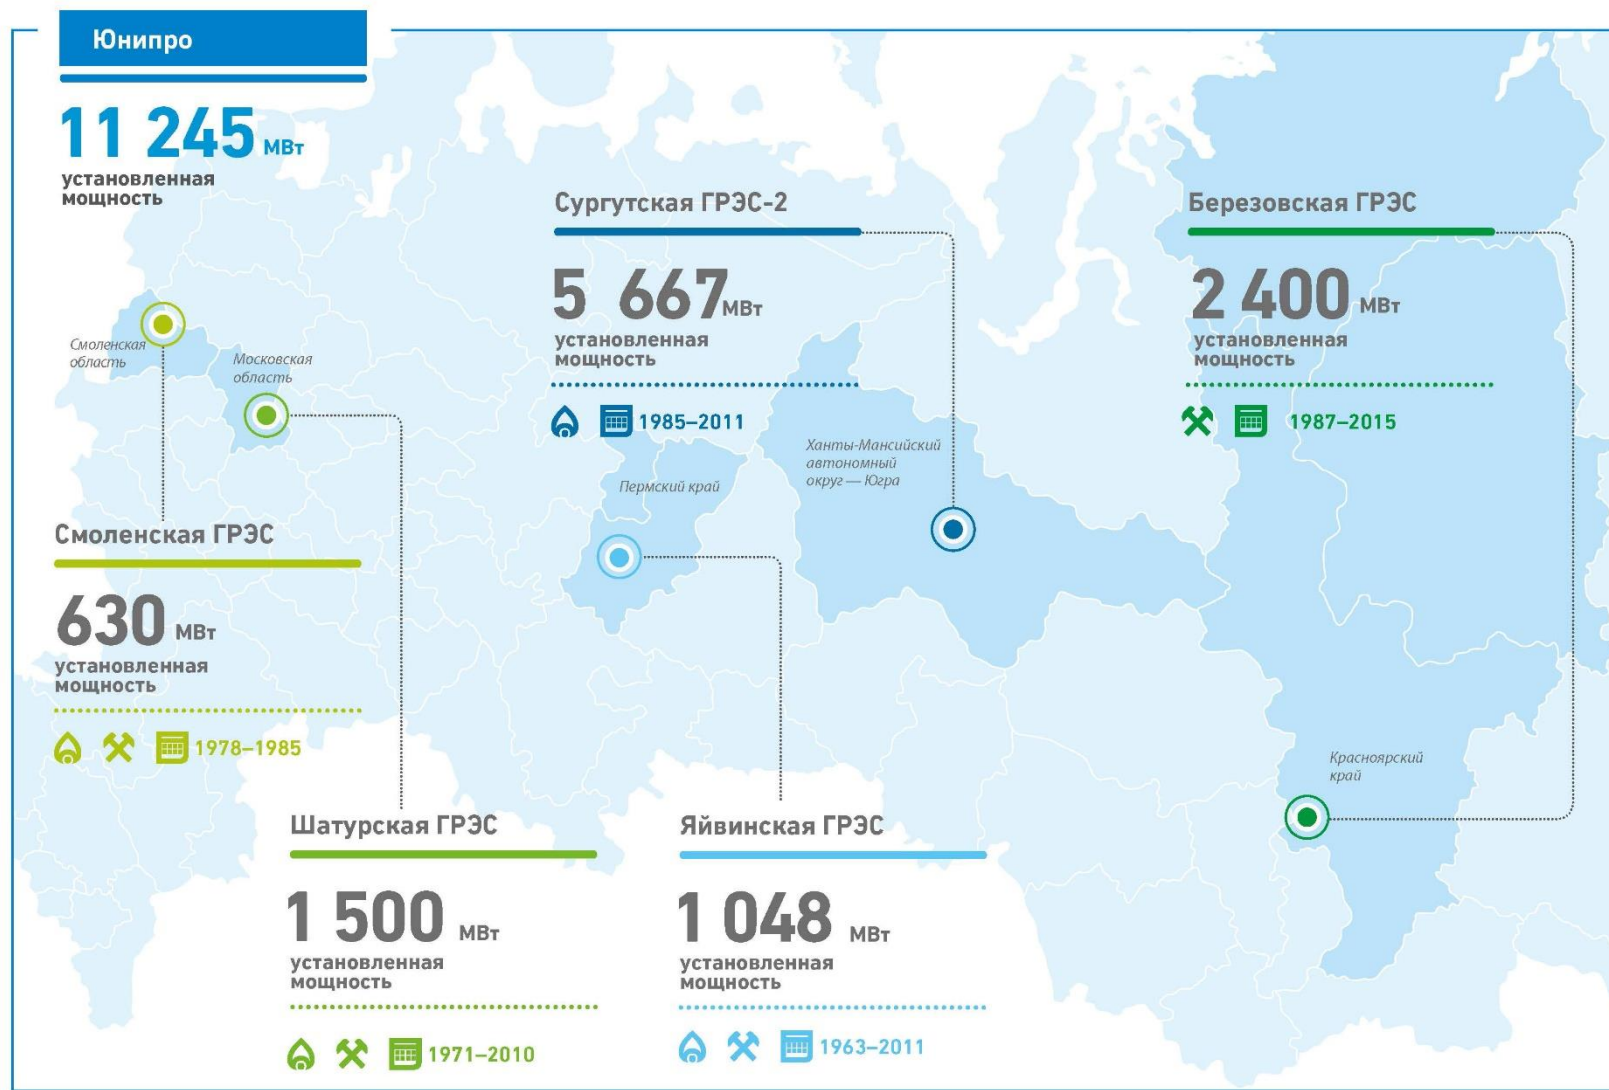 Юнипро
11 245 МВт
установленная
мощность
Сургутская ГРЭС-2
5 667 МВт
установленная
мощность
1985–2011
Березовская ГРЭС
2 400 МВт
установленная
мощность
1987–2015
Смоленская
область
Московская
область
Ханты-Мансийский
автономный
округ — Югра
Пермский край
Смоленская ГРЭС
630 МВт
установленная
мощность
1978–1985
Красноярский
край
Шатурская ГРЭС
1 500 МВт
установленная
мощность
1971–2010
Яйвинская ГРЭС
1 048 МВт
установленная
мощность
1963–2011